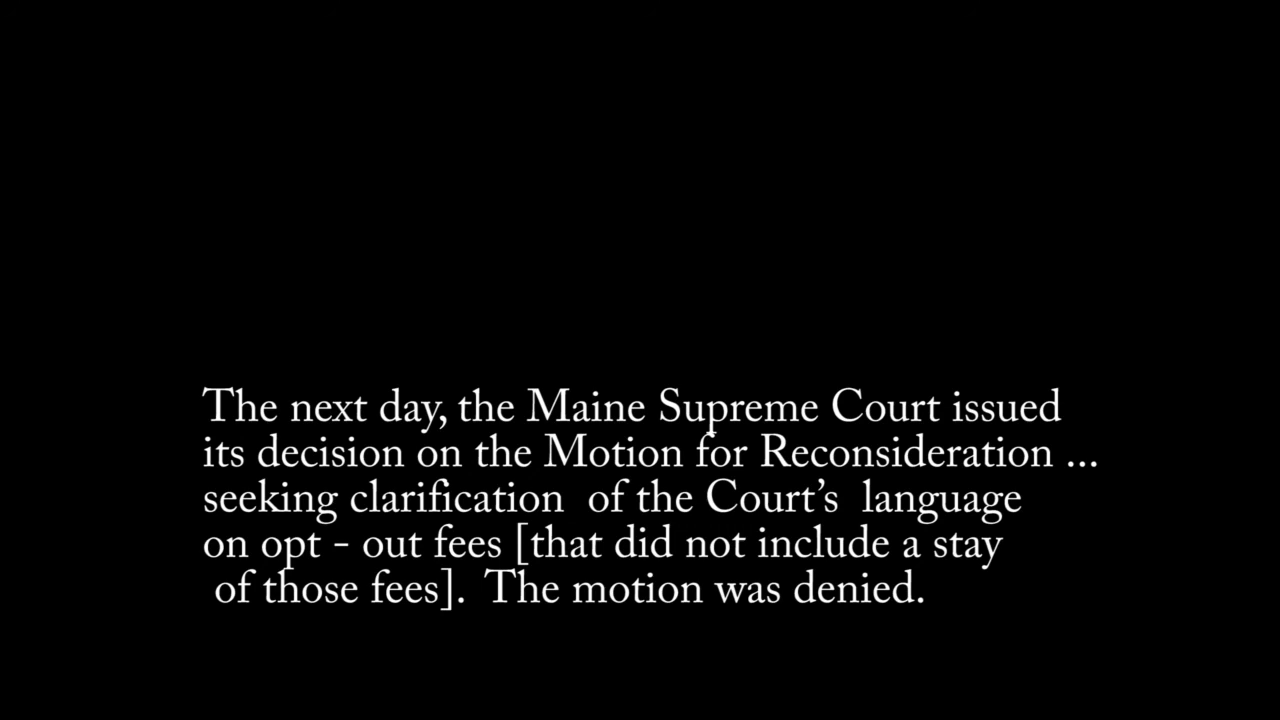 The next day, the Maine Supreme Court issued
its decision on the Motion for Reconsideration ...
seeking clarification  of the Court’s  language
on opt - out fees [that did not include a stay
of those fees].  The motion was denied.